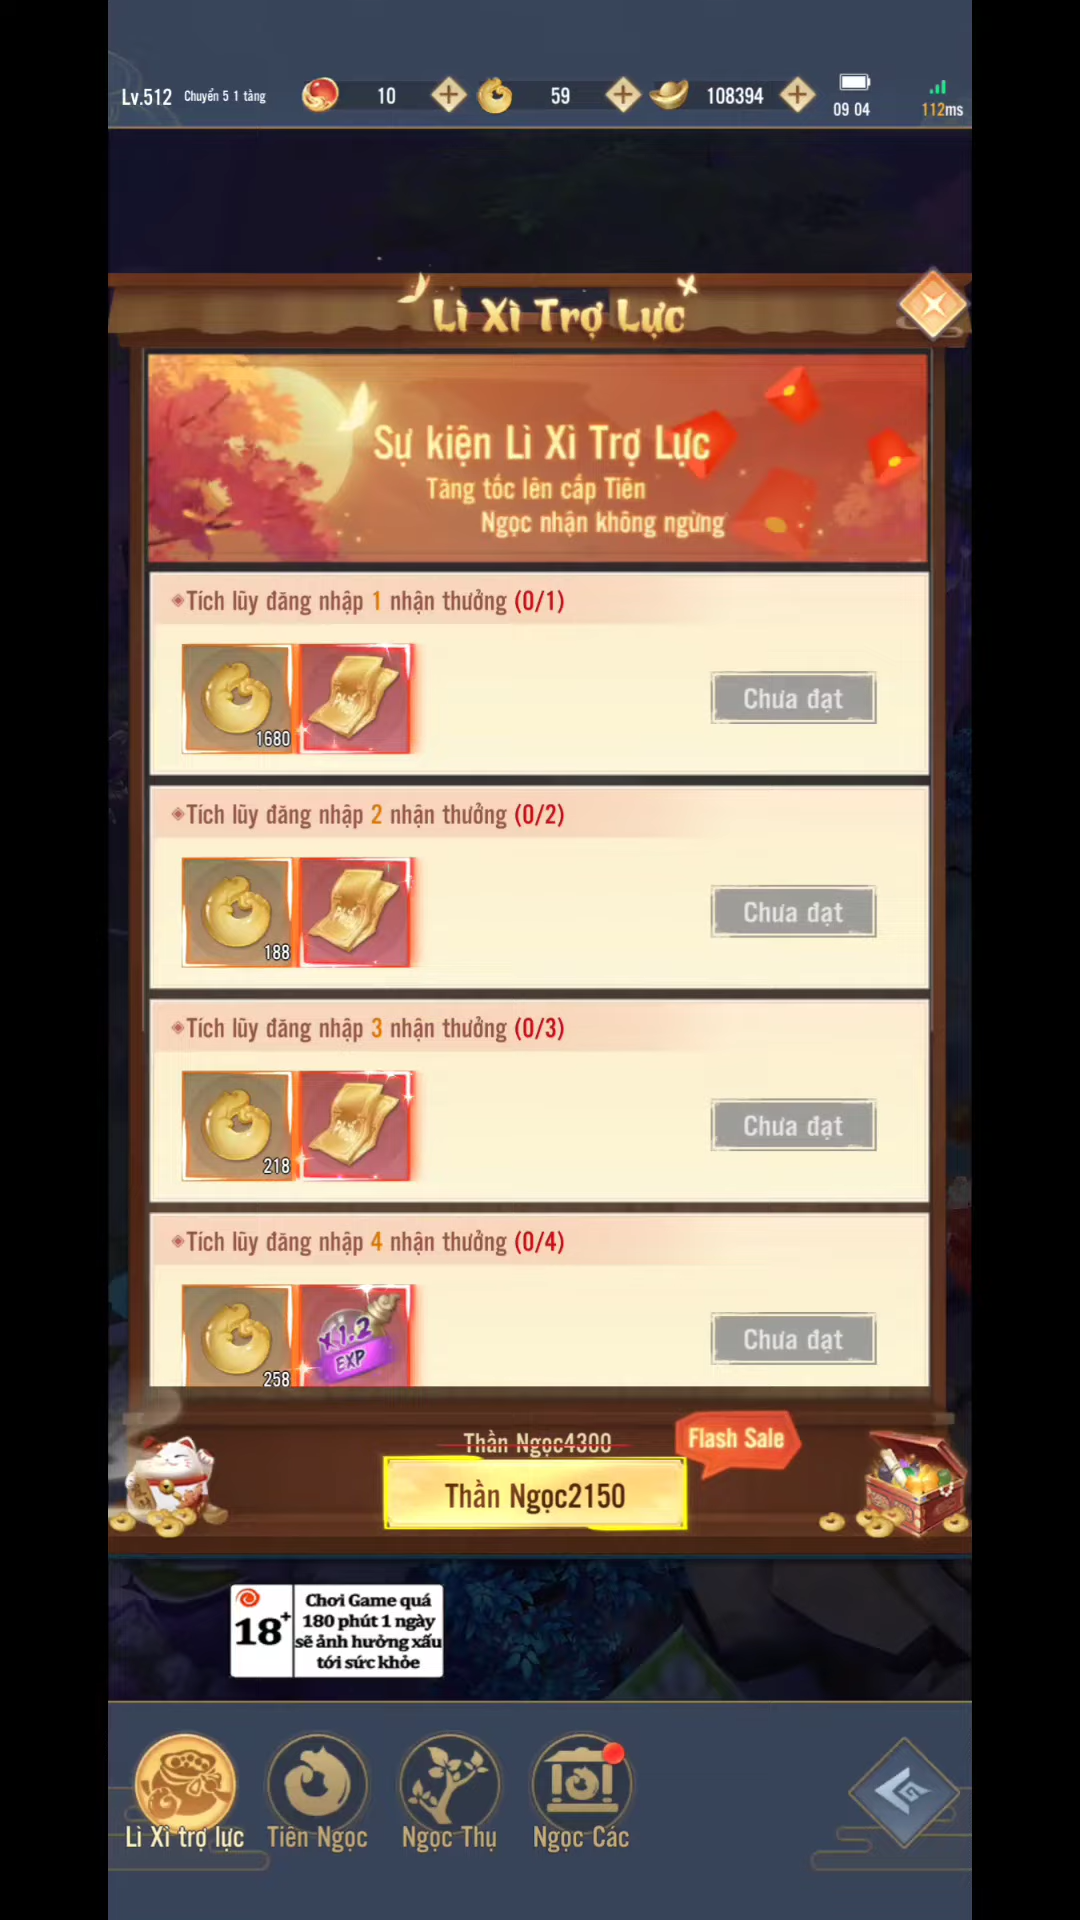 Lv.512 Chuyển 5 1 tầng 10 59 108394 09 04 112ms
Lì Xì Trợ Lực
Sự kiện Lì Xì Trợ Lực
Tăng tốc lên cấp Tiên
Ngọc nhận không ngừng
Tích lũy đăng nhập 1 nhận thưởng (0/1)
1680
Chưa đạt
Tích lũy đăng nhập 2 nhận thưởng (0/2)
188
Chưa đạt
Tích lũy đăng nhập 3 nhận thưởng (0/3)
218
Chưa đạt
Tích lũy đăng nhập 4 nhận thưởng (0/4)
X1.2
EXP
258
Chưa đạt
Thần Ngọc4300
Flash Sale
Thần Ngọc2150
18+
Chơi Game quá
180 phút 1 ngày
sẽ ảnh hưởng xấu
tới sức khỏe
Lì Xì trợ lực Tiên Ngọc Ngọc Thụ Ngọc Các